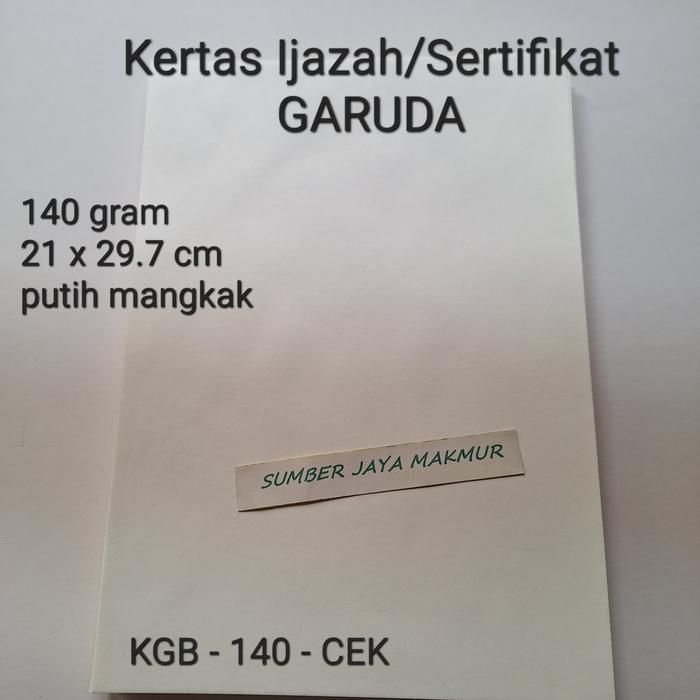 Kertas Ijazah/Sertifikat
GARUDA
140 gram
21 x 29.7 cm
putih mangkak
SUMBER JAYA MAKMUR
KGB - 140 - CEK